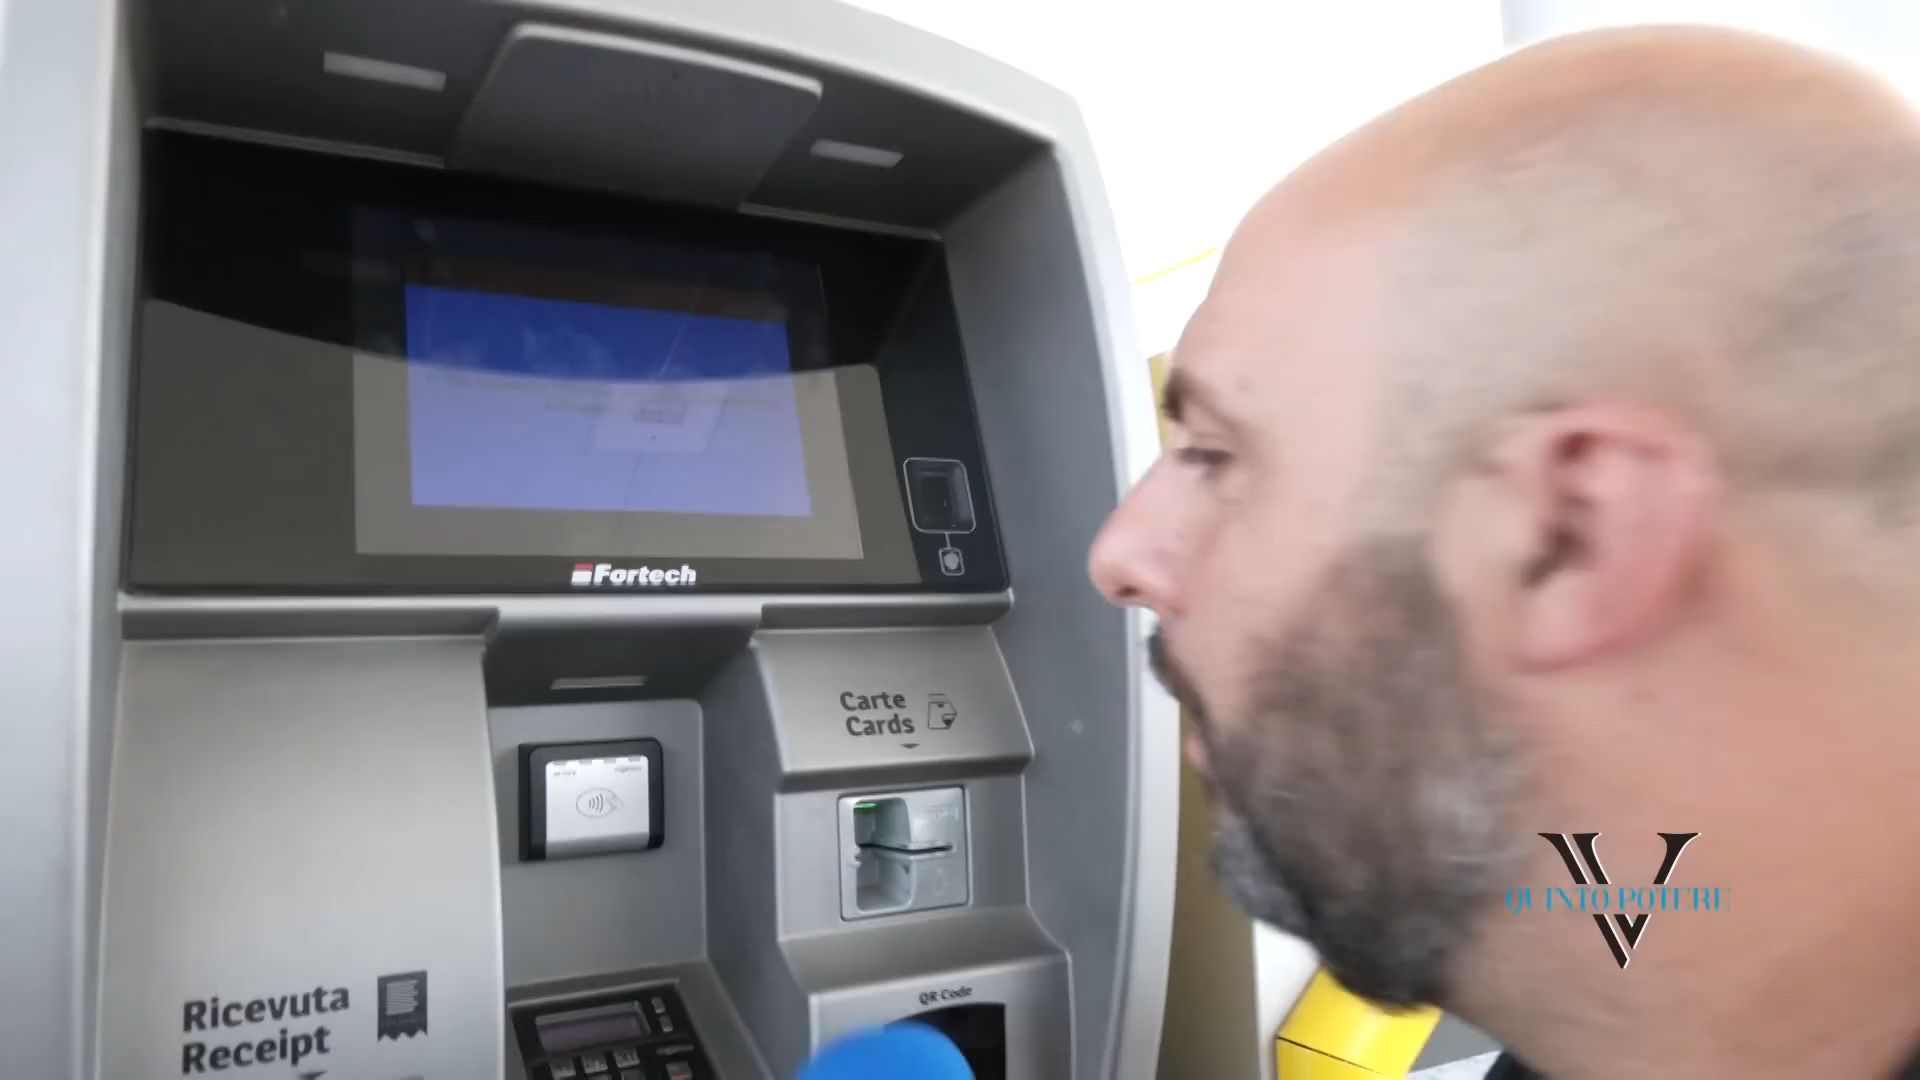 Fortech
Carte
Cards
Ricevuta
Receipt
QR-Code
QUINTO POTERE